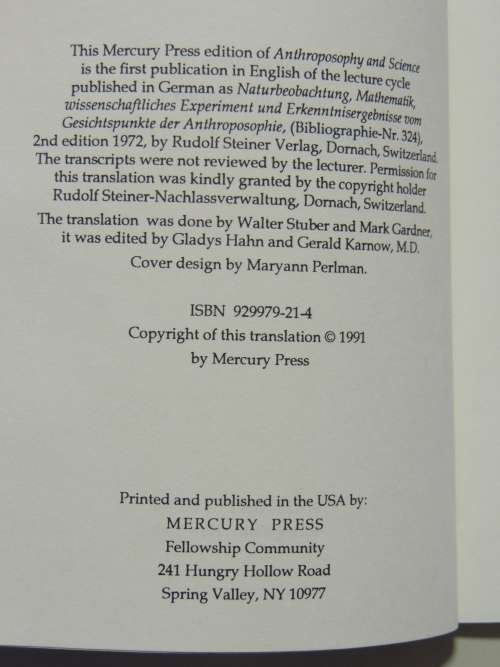 This Mercury Press edition of Anthroposophy and Science
is the first publication in English of the lecture cycle
published in German as Naturbeobachtung, Mathematik,
wissenschaftliches Experiment und Erkenntnisergebnisse vom
Gesichtspunkte der Anthroposophie, (Bibliographie-Nr. 324),
2nd edition 1972, by Rudolf Steiner Verlag, Dornach, Switzerland.
The transcripts were not reviewed by the lecturer. Permission for
this translation was kindly granted by the copyright holder
Rudolf Steiner-Nachlassverwaltung, Dornach, Switzerland.
The translation was done by Walter Stuber and Mark Gardner,
it was edited by Gladys Hahn and Gerald Karnow, M.D.
Cover design by Maryann Perlman.
ISBN 929979-21-4
Copyright of this translation © 1991
by Mercury Press
Printed and published in the USA by:
MERCURY PRESS
Fellowship Community
241 Hungry Hollow Road
Spring Valley, NY 10977